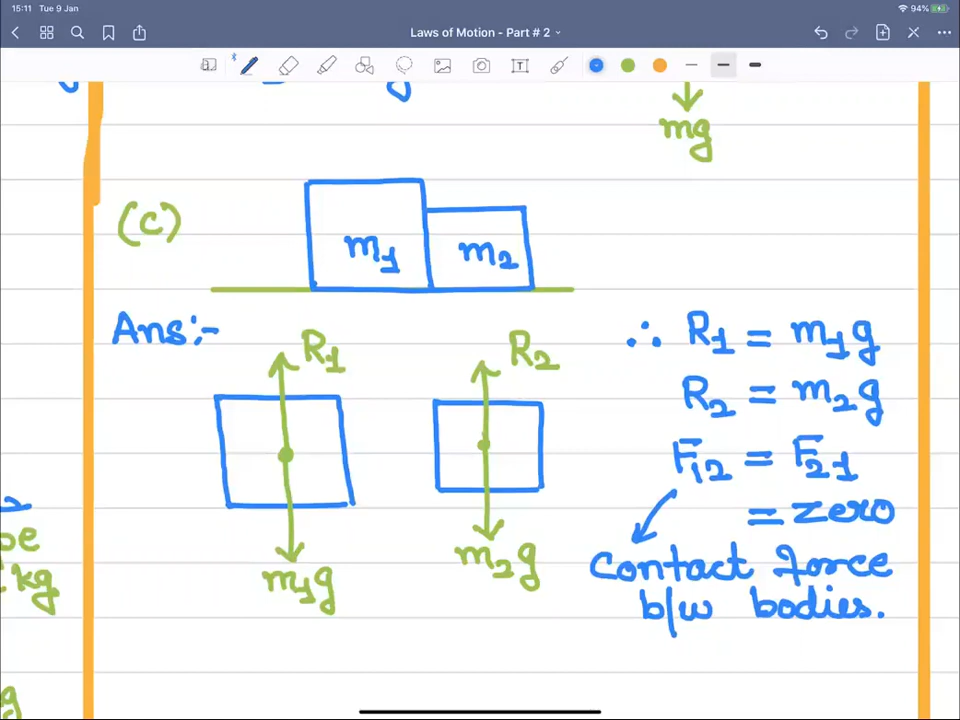 15:11 Tue 9 Jan
94%
Laws of Motion - Part # 2
mg
(C)
m1 m2
Ans:-
R1 R2
m1g m2g
∴ R1 = m1g
R2 = m2g
F12 = F21
= zero
Contact force
b/w bodies.
kg